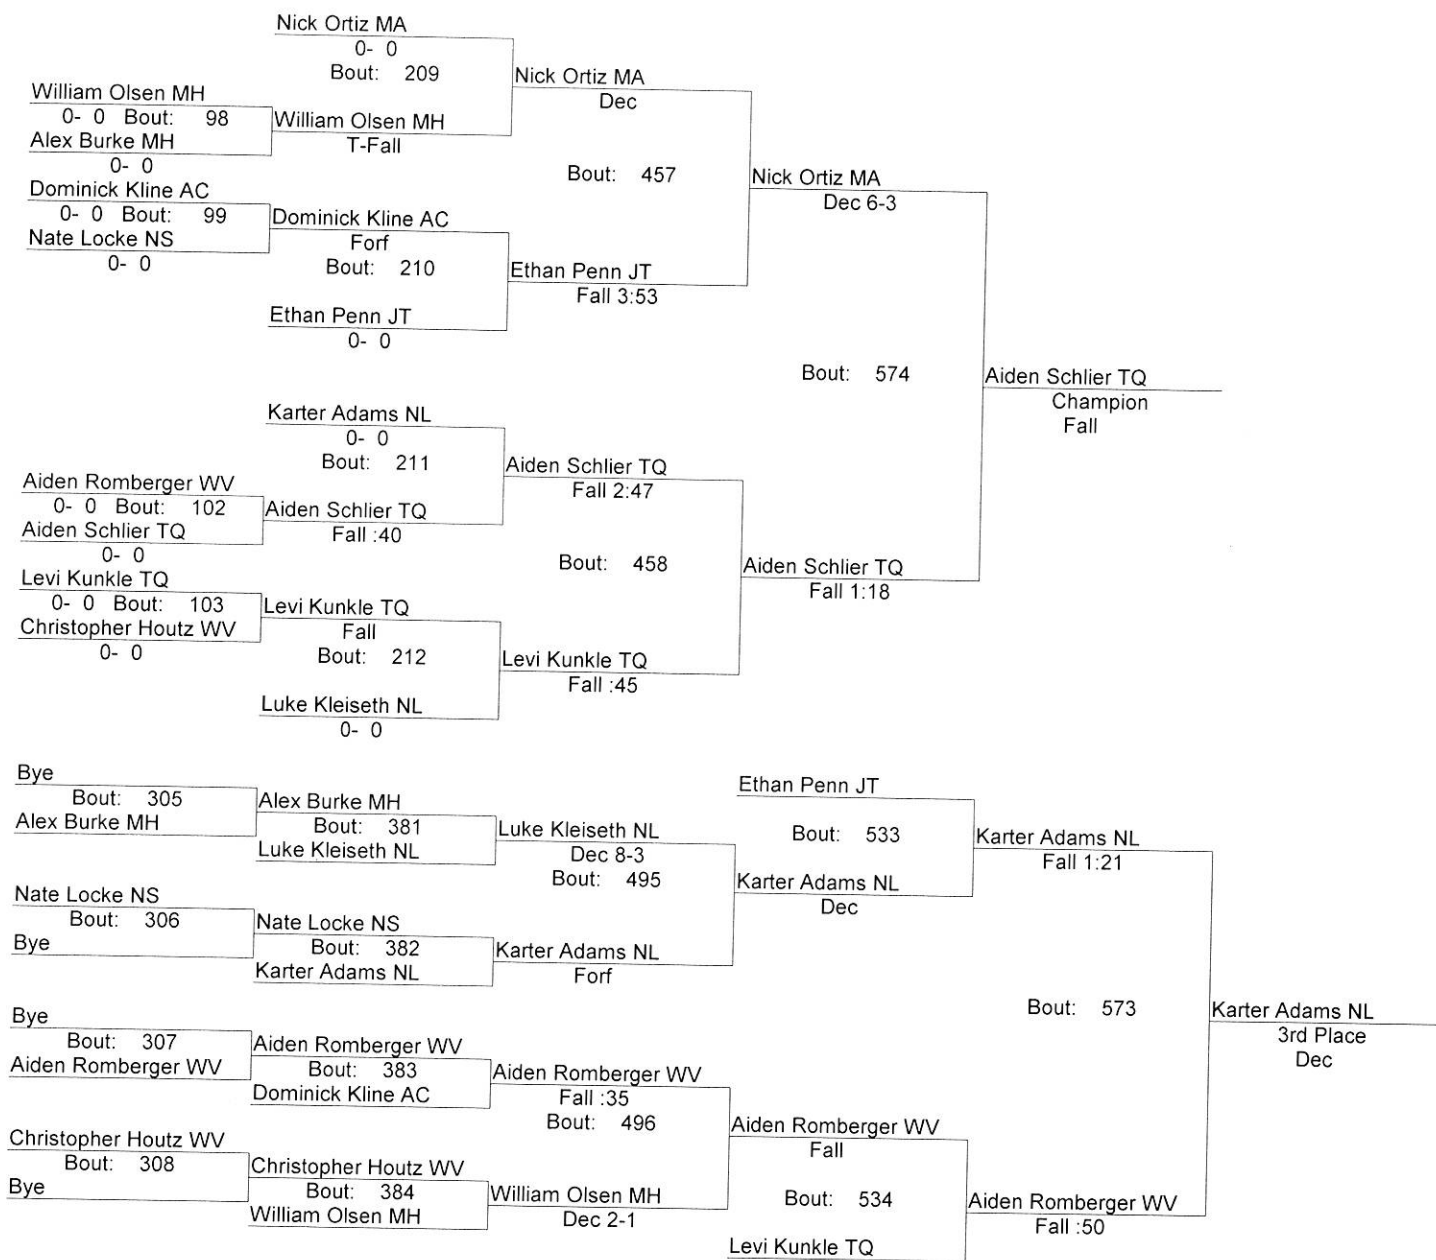 Nick Ortiz MA
0- 0
Bout: 209
Nick Ortiz MA
Dec
William Olsen MH
0- 0 Bout: 98
William Olsen MH
T-Fall
Alex Burke MH
0- 0
Bout: 457
Nick Ortiz MA
Dec 6-3
Dominick Kline AC
0- 0 Bout: 99
Dominick Kline AC
Forf
Nate Locke NS
0- 0
Bout: 210
Ethan Penn JT
Fall 3:53
Ethan Penn JT
0- 0
Bout: 574
Aiden Schlier TQ
Champion
Fall
Karter Adams NL
0- 0
Bout: 211
Aiden Schlier TQ
Fall 2:47
Aiden Romberger WV
0- 0 Bout: 102
Aiden Schlier TQ
Fall :40
Aiden Schlier TQ
0- 0
Bout: 458
Aiden Schlier TQ
Fall 1:18
Levi Kunkle TQ
0- 0 Bout: 103
Levi Kunkle TQ
Fall
Christopher Houtz WV
0- 0
Bout: 212
Levi Kunkle TQ
Fall :45
Luke Kleiseth NL
0- 0
Bye
Bout: 305
Alex Burke MH
Alex Burke MH
Bout: 381
Luke Kleiseth NL
Luke Kleiseth NL
Dec 8-3
Bout: 495
Ethan Penn JT
Bout: 533
Karter Adams NL
Fall 1:21
Karter Adams NL
Dec
Nate Locke NS
Bout: 306
Bye
Nate Locke NS
Bout: 382
Karter Adams NL
Karter Adams NL
Forf
Bout: 573
Karter Adams NL
3rd Place
Dec
Bye
Bout: 307
Aiden Romberger WV
Aiden Romberger WV
Bout: 383
Dominick Kline AC
Aiden Romberger WV
Fall :35
Bout: 496
Aiden Romberger WV
Fall
Christopher Houtz WV
Bout: 308
Bye
Christopher Houtz WV
Bout: 384
William Olsen MH
William Olsen MH
Dec 2-1
Bout: 534
Aiden Romberger WV
Fall :50
Levi Kunkle TQ